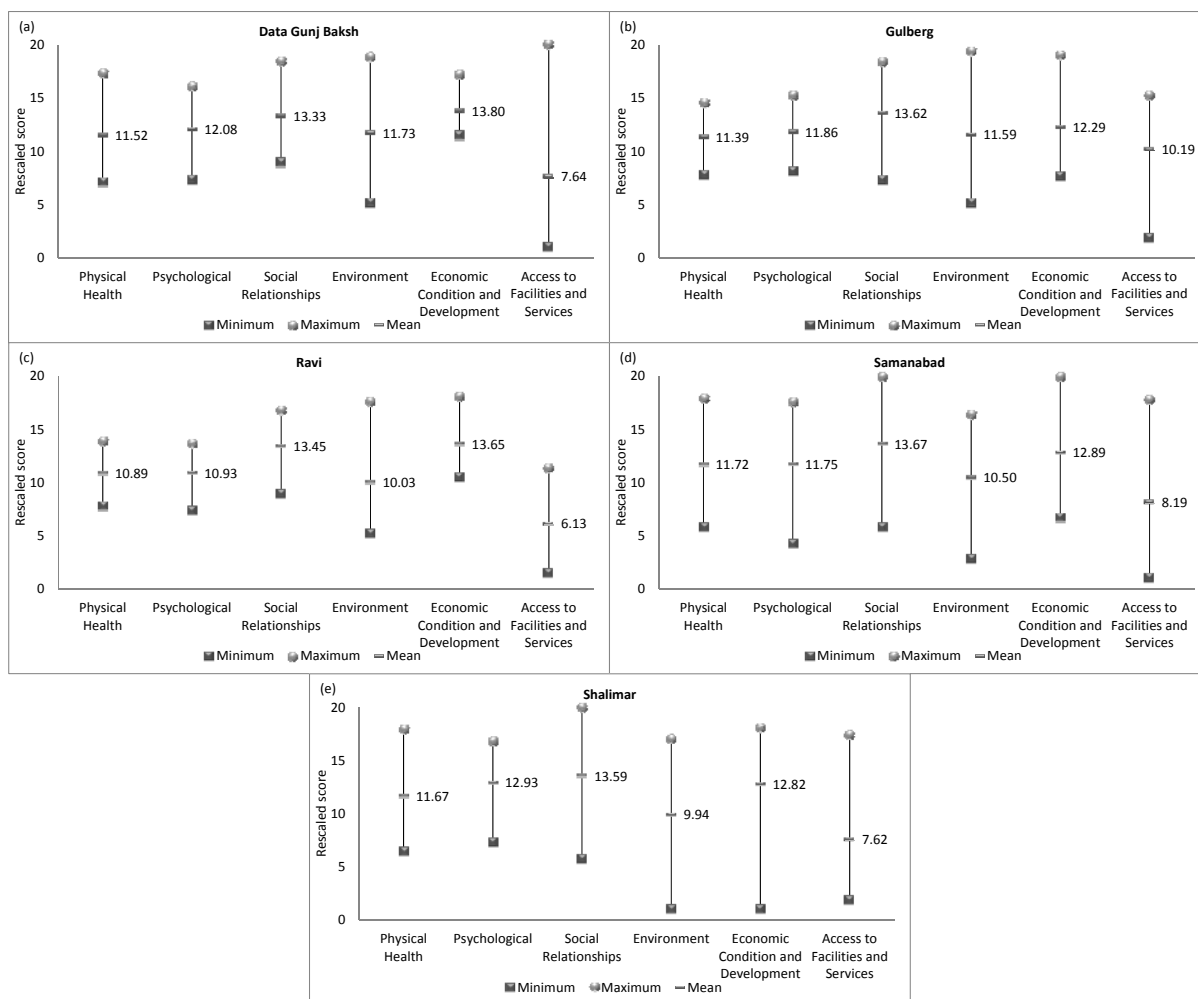 (a)
Data Gunj Baksh
Rescaled score
20
15
10
5
0
11.52
12.08
13.33
11.73
13.80
7.64
Physical
Health
Psychological
Social
Relationships
Environment
Economic
Condition and
Development
Access to
Facilities and
Services
Minimum
Maximum
Mean
(b)
Gulberg
Rescaled score
20
15
10
5
0
11.39
11.86
13.62
11.59
12.29
10.19
Physical
Health
Psychological
Social
Relationships
Environment
Economic
Condition and
Development
Access to
Facilities and
Services
Minimum
Maximum
Mean
(c)
Ravi
Rescaled score
20
15
10
5
0
10.89
10.93
13.45
10.03
13.65
6.13
Physical
Health
Psychological
Social
Relationships
Environment
Economic
Condition and
Development
Access to
Facilities and
Services
Minimum
Maximum
Mean
(d)
Samanabad
Rescaled score
20
15
10
5
0
11.72
11.75
13.67
10.50
12.89
8.19
Physical
Health
Psychological
Social
Relationships
Environment
Economic
Condition and
Development
Access to
Facilities and
Services
Minimum
Maximum
Mean
(e)
Shalimar
Rescaled score
20
15
10
5
0
11.67
12.93
13.59
9.94
12.82
7.62
Physical
Health
Psychological
Social
Relationships
Environment
Economic
Condition and
Development
Access to
Facilities and
Services
Minimum
Maximum
Mean